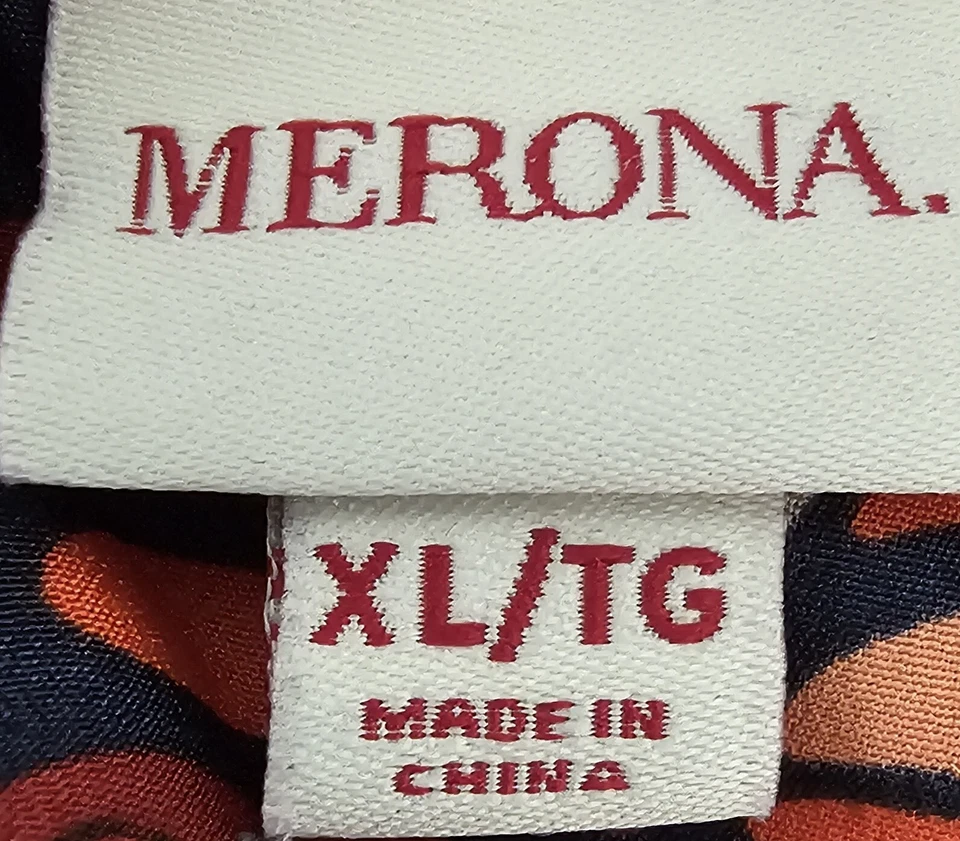 MERONA.
XL/TG
MADE IN
CHINA